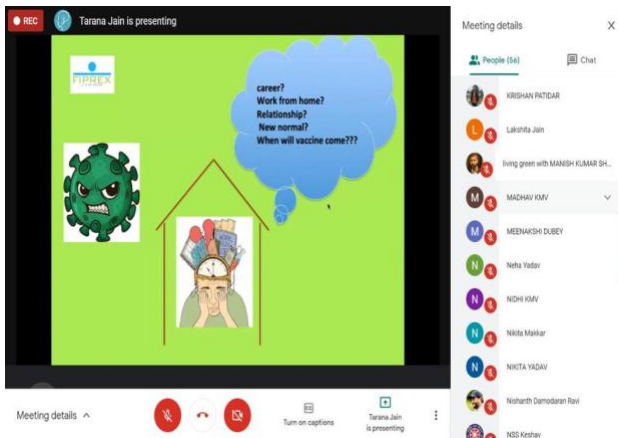 REC
Tarana Jain is presenting
FIPREX
career?
Work from home?
Relationship?
New normal?
When will vaccine come???
Meeting details
Turn on captions
Tarana Jain
is presenting
Meeting details
X
People (56)
Chat
KRISHAN PATIDAR
L
Lakshita Jain
living green with MANISH KUMAR SH...
M
MADHAV KMV
M
MEENAKSHI DUBEY
N
Neha Yadav
N
NIDHI KMV
N
Nikita Makkar
N
NIKITA YADAV
Nishanth Damodaran Ravi
NSS Keshav